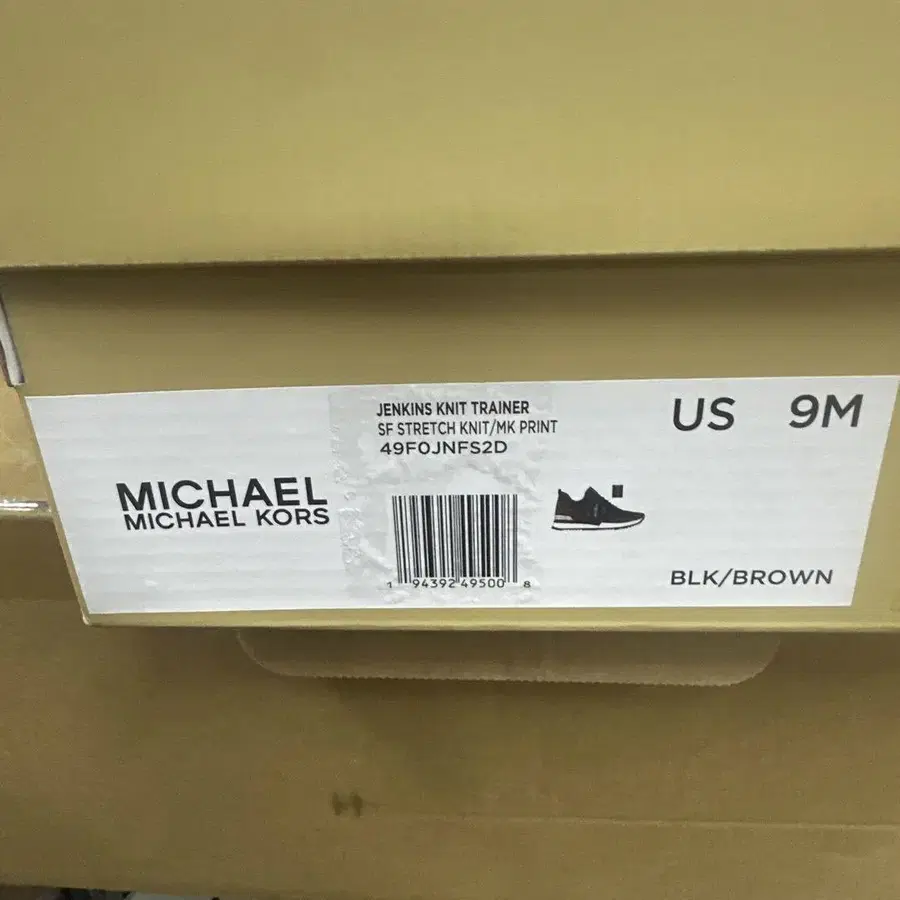 MICHAEL
MICHAEL KORS
JENKINS KNIT TRAINER
SF STRETCH KNIT/MK PRINT
49F0JNFS2D
1 94392 49500 8
US 9M
BLK/BROWN